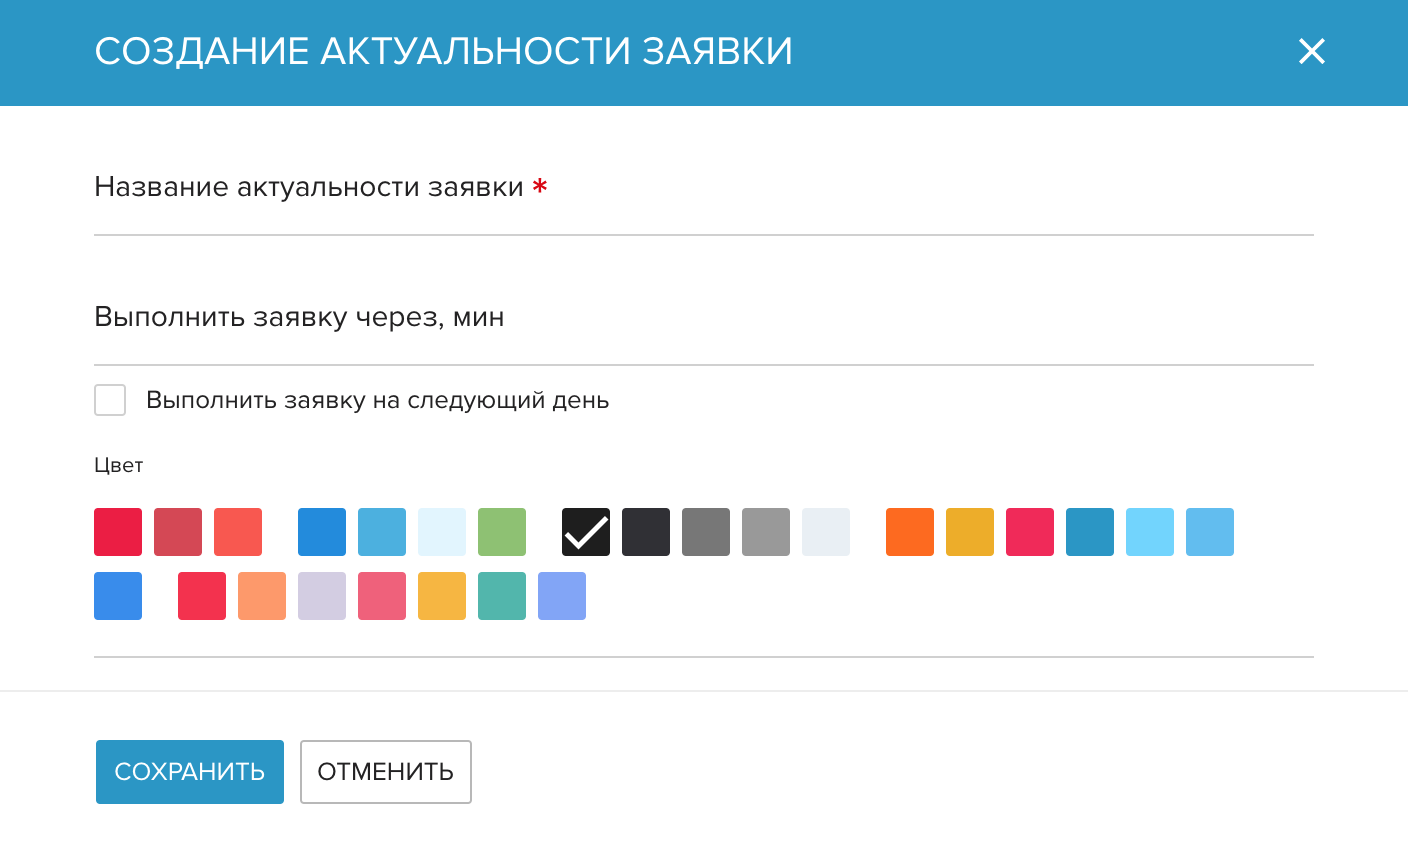 СОЗДАНИЕ АКТУАЛЬНОСТИ ЗАЯВКИ
Название актуальности заявки *
Выполнить заявку через, мин
Выполнить заявку на следующий день
Цвет
СОХРАНИТЬ ОТМЕНИТЬ